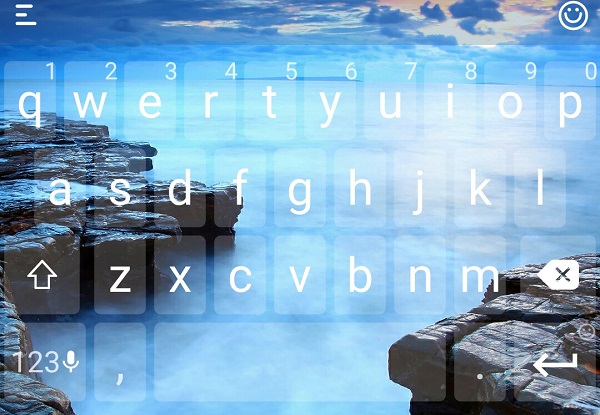 1 2 3 4 5 6 7 8 9 0
q w e r t y u i o p
a s d f g h j k l
z x c v b n m
123 , .